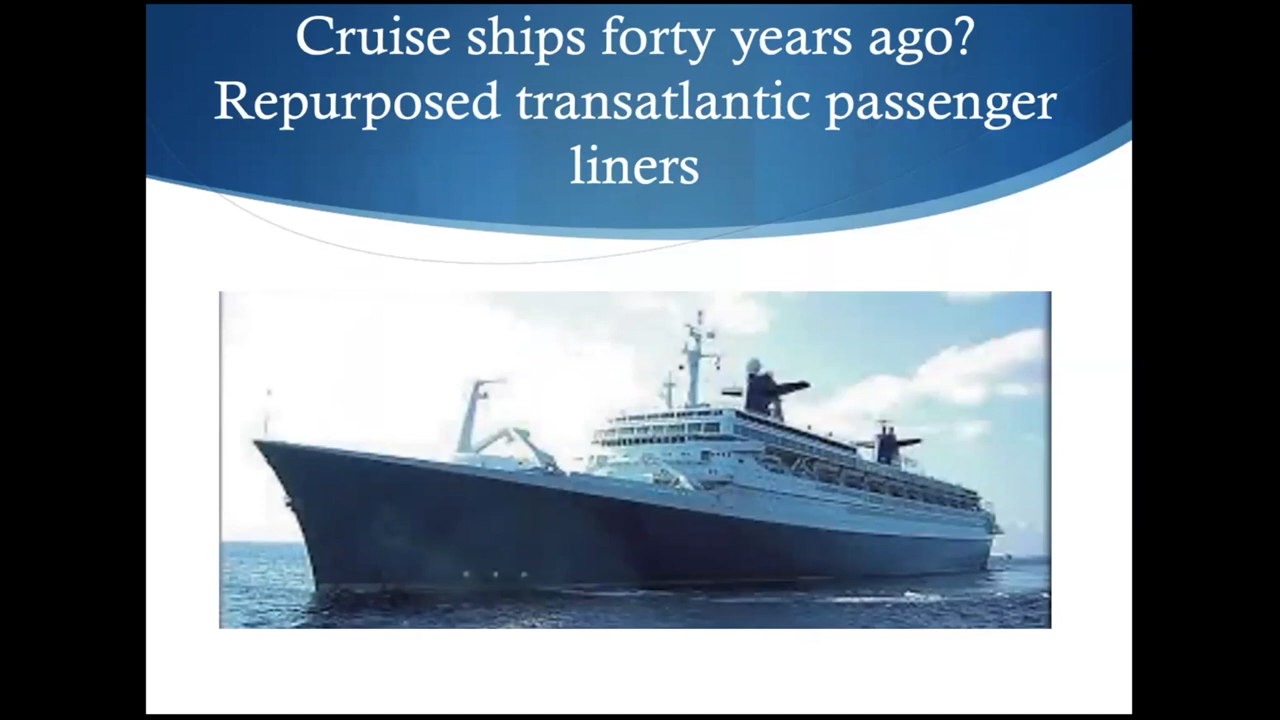 Cruise ships forty years ago?
Repurposed transatlantic passenger
liners